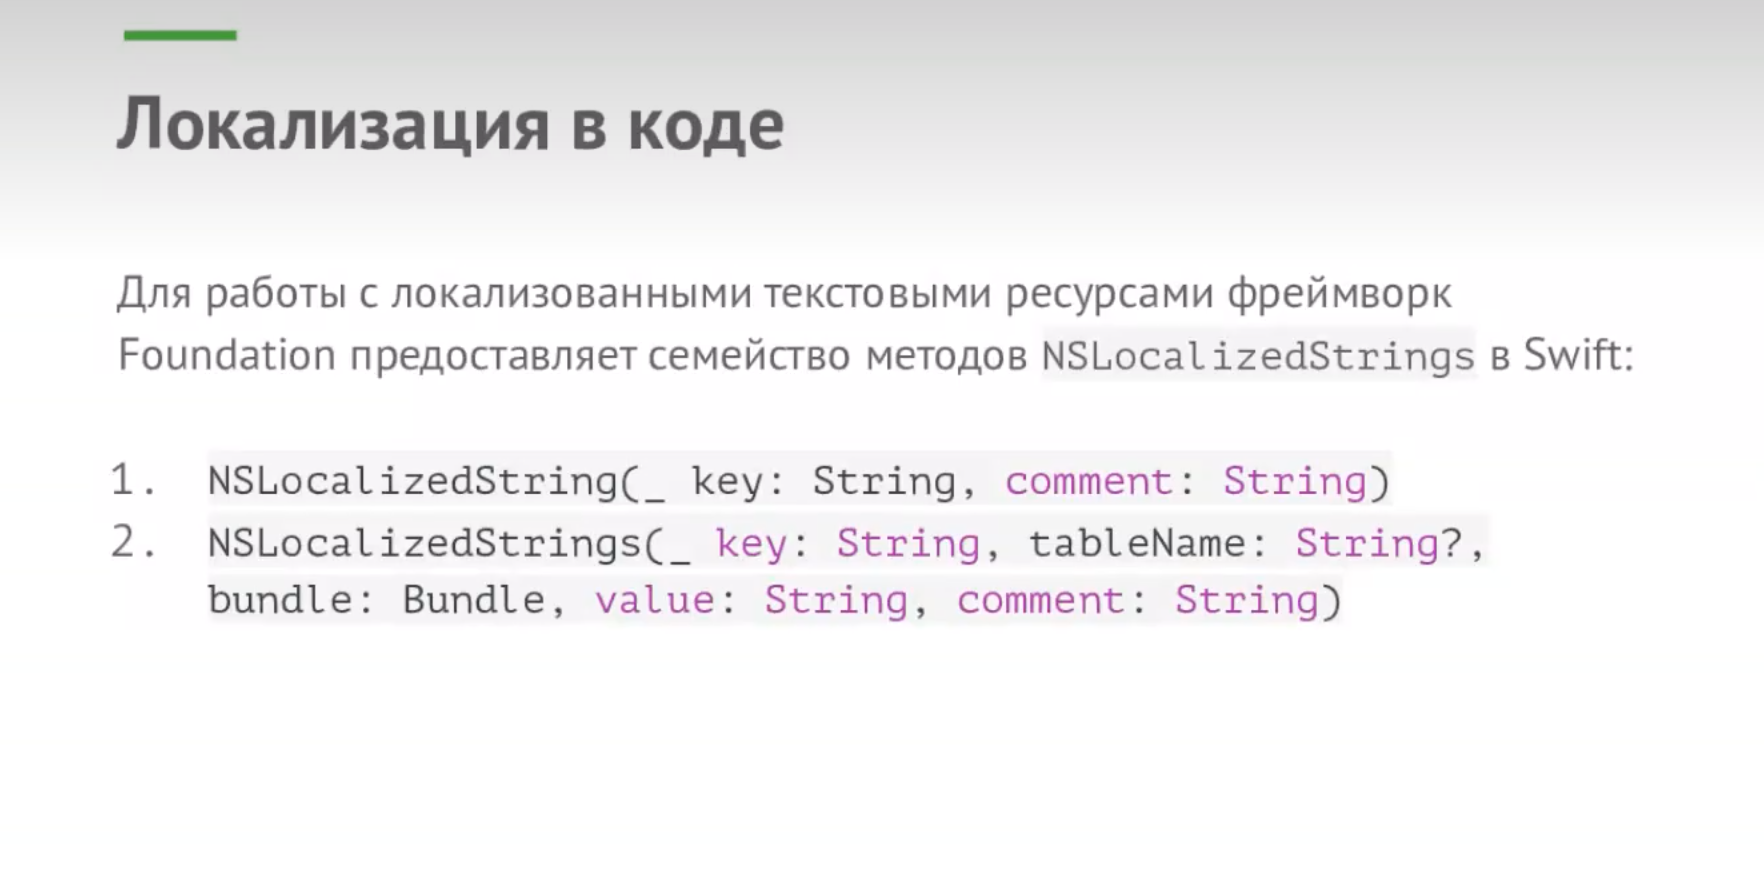 Локализация в коде
Для работы с локализованными текстовыми ресурсами фреймворк
Foundation предоставляет семейство методов NSLocalizedStrings в Swift:
1. NSLocalizedString(_ key: String, comment: String)
2. NSLocalizedStrings(_ key: String, tableName: String?,
bundle: Bundle, value: String, comment: String)